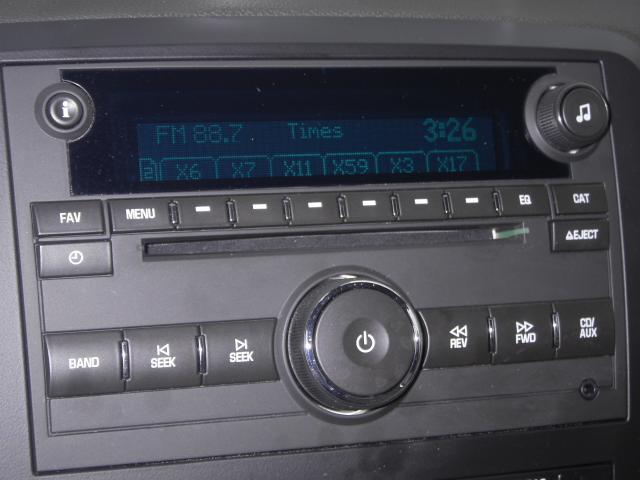 FM 88.7 Times 3:26
X6 X7 X11 X59 X3 X17
FAV MENU EQ CAT
EJECT
BAND SEEK SEEK REV FWD CD/
AUX